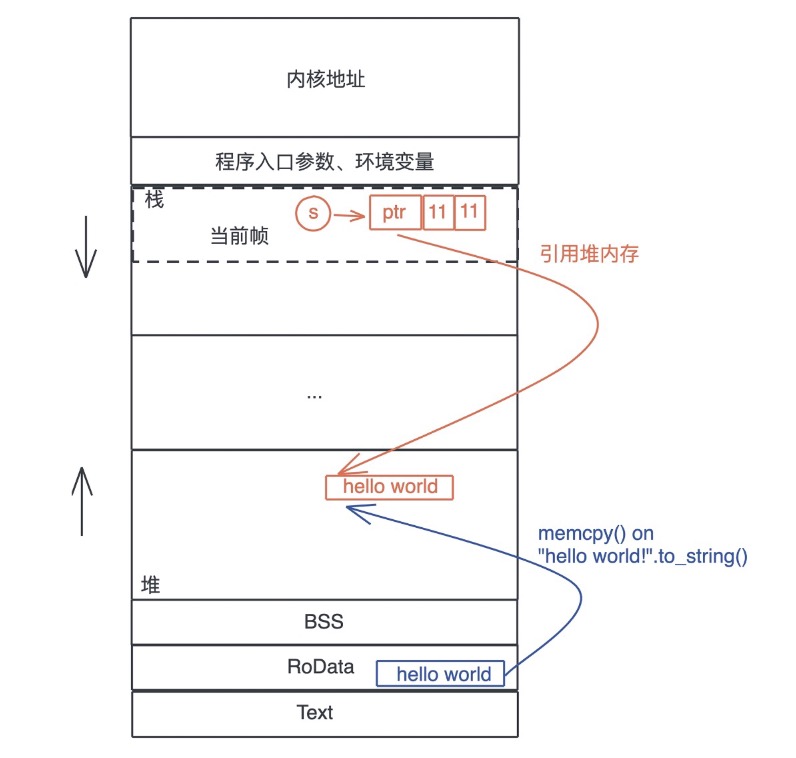 内核地址
程序入口参数、环境变量
栈
s
ptr
11
11
当前帧
引用堆内存
...
hello world
memcpy() on
"hello world!".to_string()
堆
BSS
RoData
hello world
Text